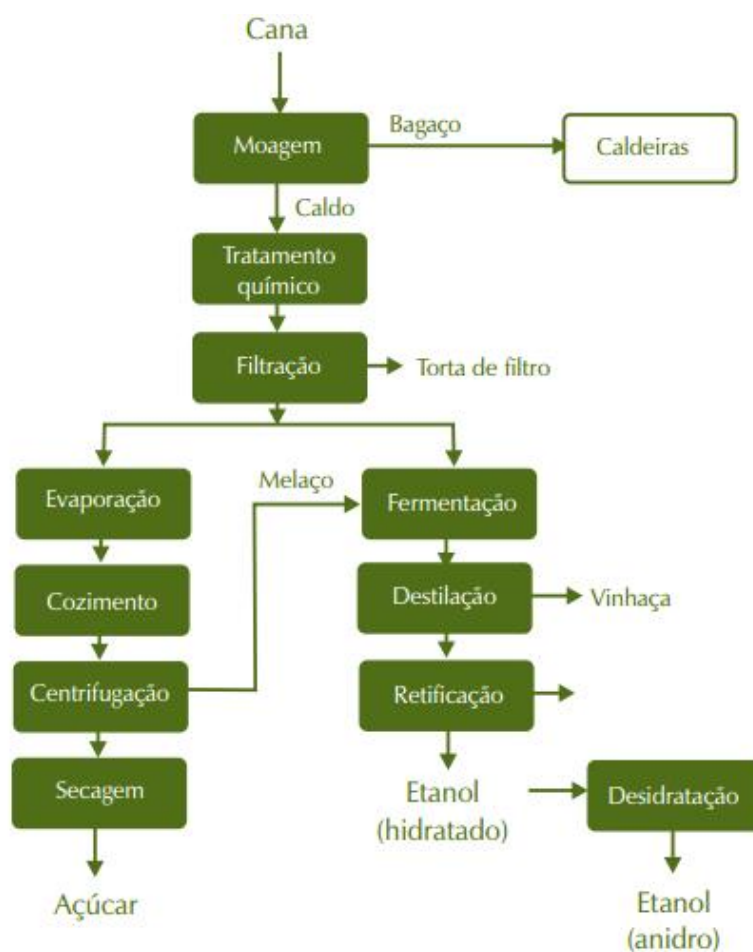 Cana
Moagem
Bagaço
Caldeiras
Caldo
Tratamento
químico
Filtração
Torta de filtro
Evaporação
Melaço
Fermentação
Cozimento
Destilação
Vinhaça
Centrifugação
Retificação
Secagem
Etanol
(hidratado)
Desidratação
Açúcar
Etanol
(anidro)